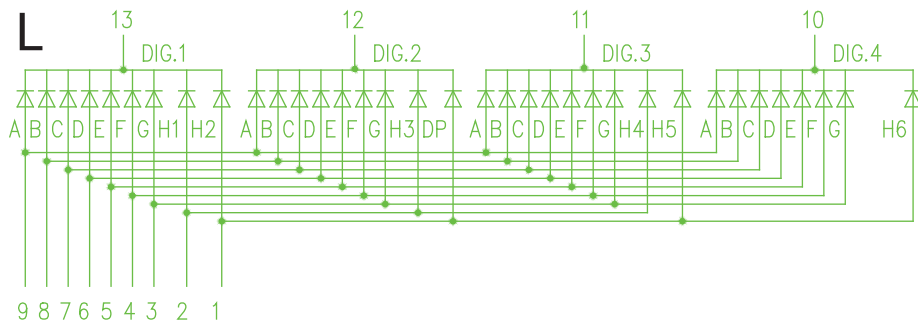 L
13 12 11 10
DIG.1 DIG.2 DIG.3 DIG.4
A B C D E F G H1 H2 A B C D E F G H3 DP A B C D E F G H4 H5 A B C D E F G H6
9 8 7 6 5 4 3 2 1